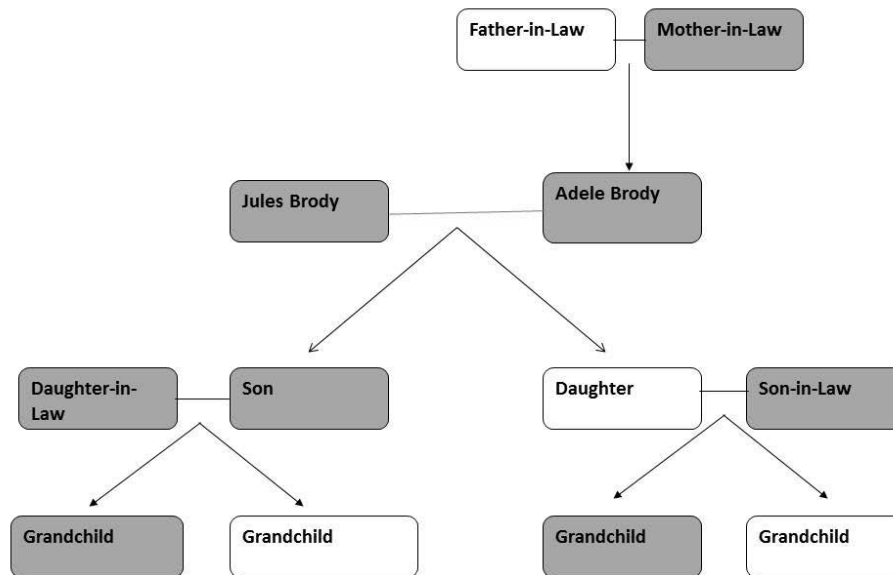 Father-in-Law
Mother-in-Law
Jules Brody
Adele Brody
Daughter-in-
Law
Son
Daughter
Son-in-Law
Grandchild
Grandchild
Grandchild
Grandchild